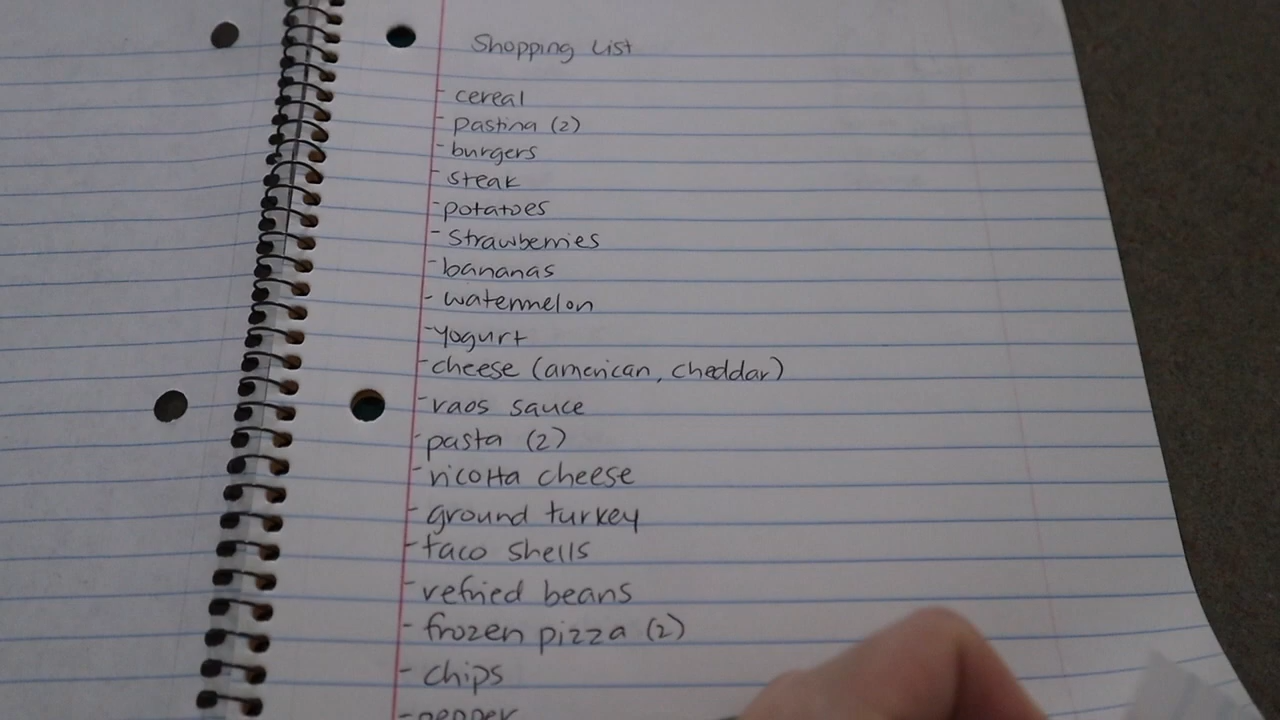 Shopping List
- cereal
- pastina (2)
- burgers
- steak
- potatoes
- strawberries
- bananas
- watermelon
- yogurt
- cheese (american, cheddar)
- raos sauce
- pasta (2)
- ricotta cheese
- ground turkey
- taco shells
- refried beans
- frozen pizza (2)
- chips
- pepper